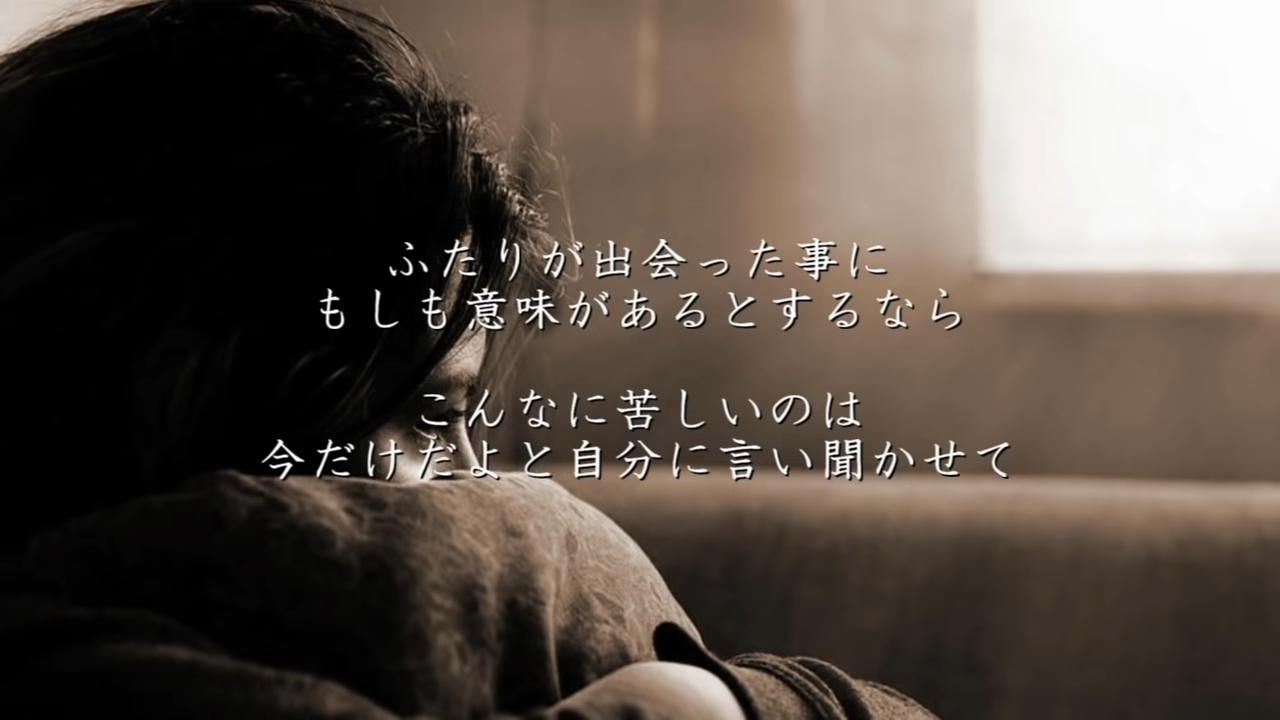 ふたりが出会った事に
もしも意味があるとするなら
こんなに苦しいのは
今だけだよと自分に言い聞かせて